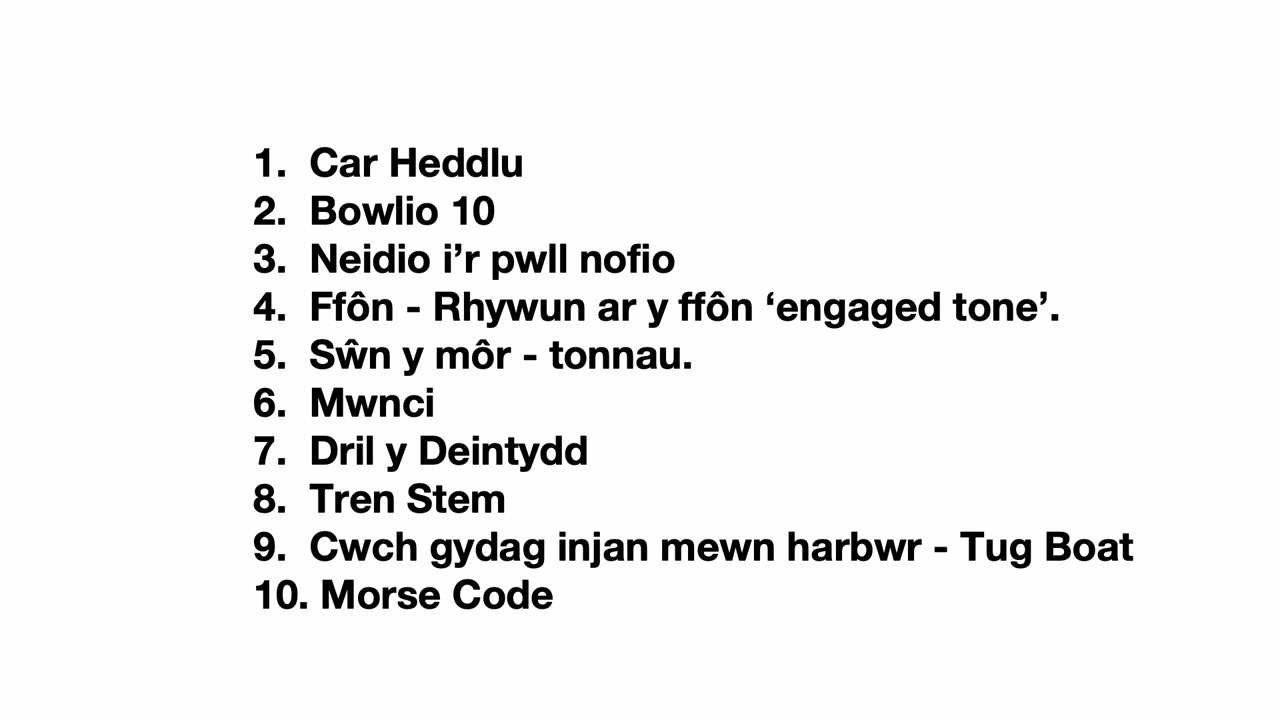 1. Car Heddlu
2. Bowlio 10
3. Neidio i’r pwll nofio
4. Ffôn - Rhywun ar y ffôn ‘engaged tone’.
5. Sŵn y môr - tonnau.
6. Mwnci
7. Dril y Deintydd
8. Tren Stem
9. Cwch gydag injan mewn harbwr - Tug Boat
10. Morse Code